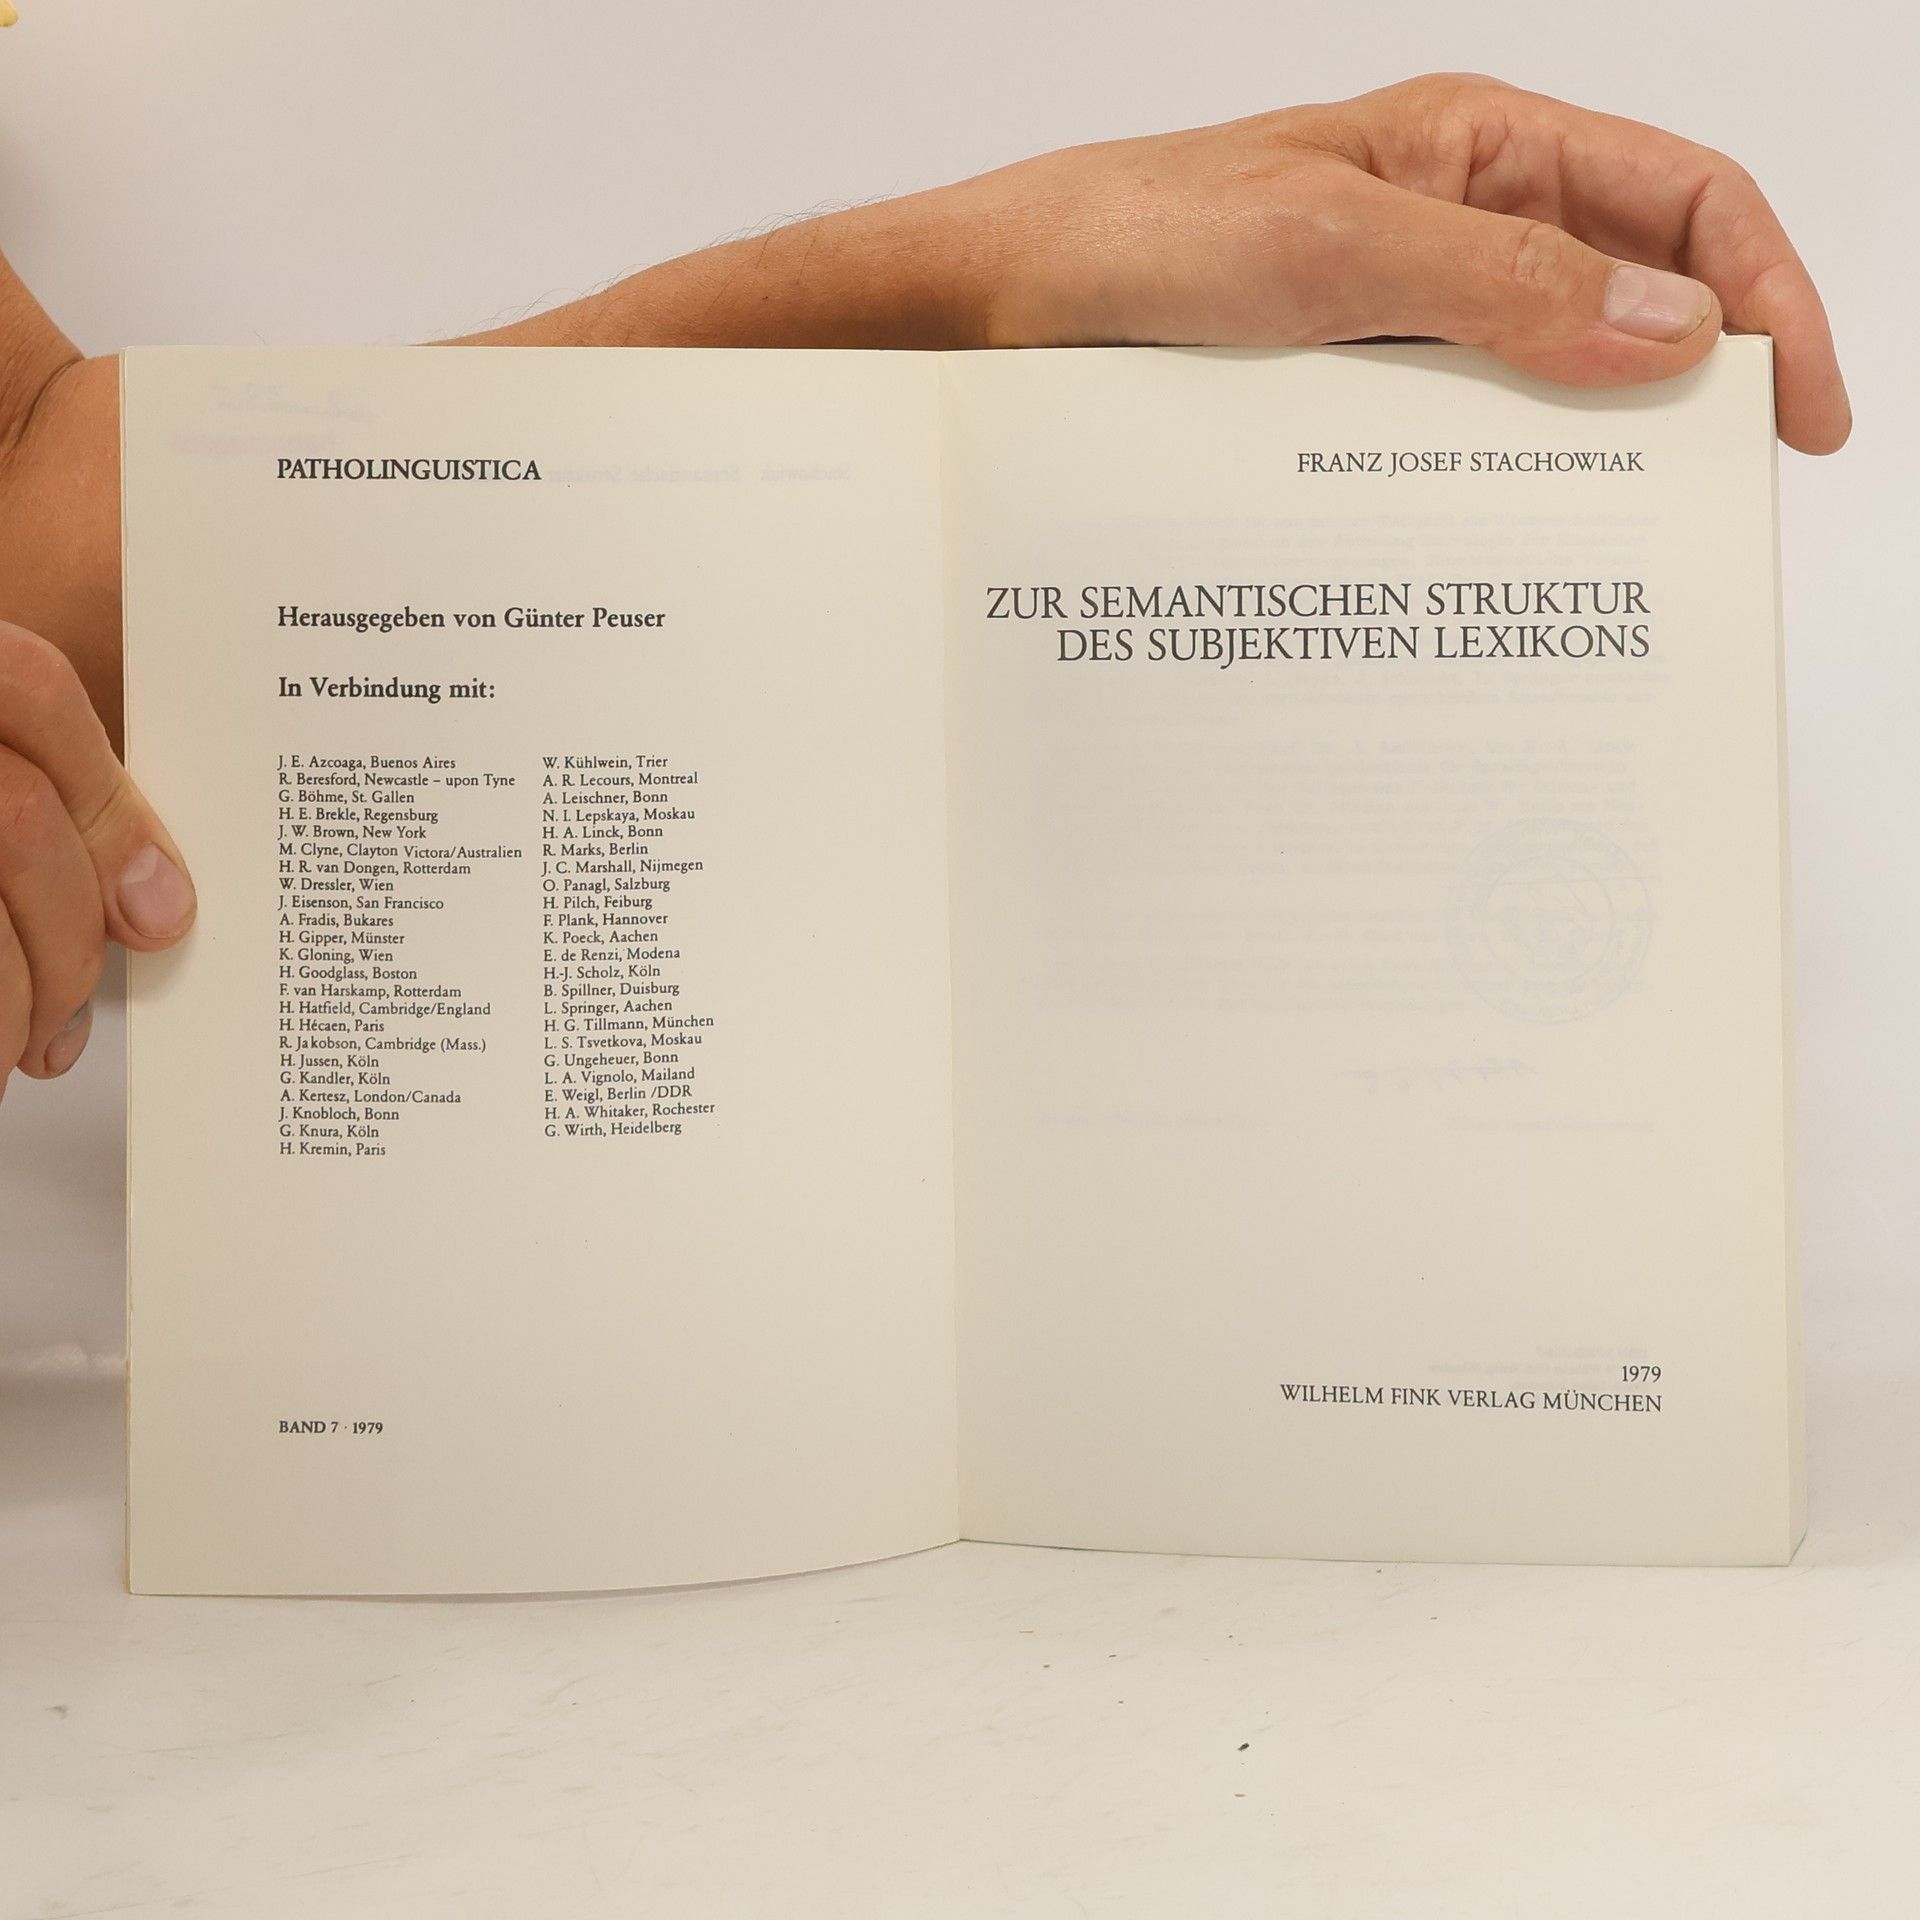 PATHOLINGUISTICA
Herausgegeben von Günter Peuser
In Verbindung mit:
J. E. Azcoaga, Buenos Aires
R. Beresford, Newcastle – upon Tyne
G. Böhme, St. Gallen
H. E. Brekle, Regensburg
J. W. Brown, New York
M. Clyne, Clayton Victora/Australien
H. R. van Dongen, Rotterdam
W. Dressler, Wien
J. Eisenson, San Francisco
A. Fradis, Bukares
H. Gipper, Münster
K. Gloning, Wien
H. Goodglass, Boston
F. van Harskamp, Rotterdam
H. Hatfield, Cambridge/England
H. Hécaen, Paris
R. Jakobson, Cambridge (Mass.)
H. Jussen, Köln
G. Kandler, Köln
A. Kertesz, London/Canada
J. Knobloch, Bonn
G. Knura, Köln
H. Kremin, Paris
W. Kühlwein, Trier
A. R. Lecours, Montreal
A. Leischner, Bonn
N. I. Lepskaya, Moskau
H. A. Linck, Bonn
R. Marks, Berlin
J. C. Marshall, Nijmegen
O. Panagl, Salzburg
H. Pilch, Feiburg
F. Plank, Hannover
K. Poeck, Aachen
E. de Renzi, Modena
H.-J. Scholz, Köln
B. Spillner, Duisburg
L. Springer, Aachen
H. G. Tillmann, München
L. S. Tsvetkova, Moskau
G. Ungeheuer, Bonn
L. A. Vignolo, Mailand
E. Weigl, Berlin /DDR
H. A. Whitaker, Rochester
G. Wirth, Heidelberg
BAND 7 · 1979
FRANZ JOSEF STACHOWIAK
ZUR SEMANTISCHEN STRUKTUR
DES SUBJEKTIVEN LEXIKONS
1979
WILHELM FINK VERLAG MÜNCHEN